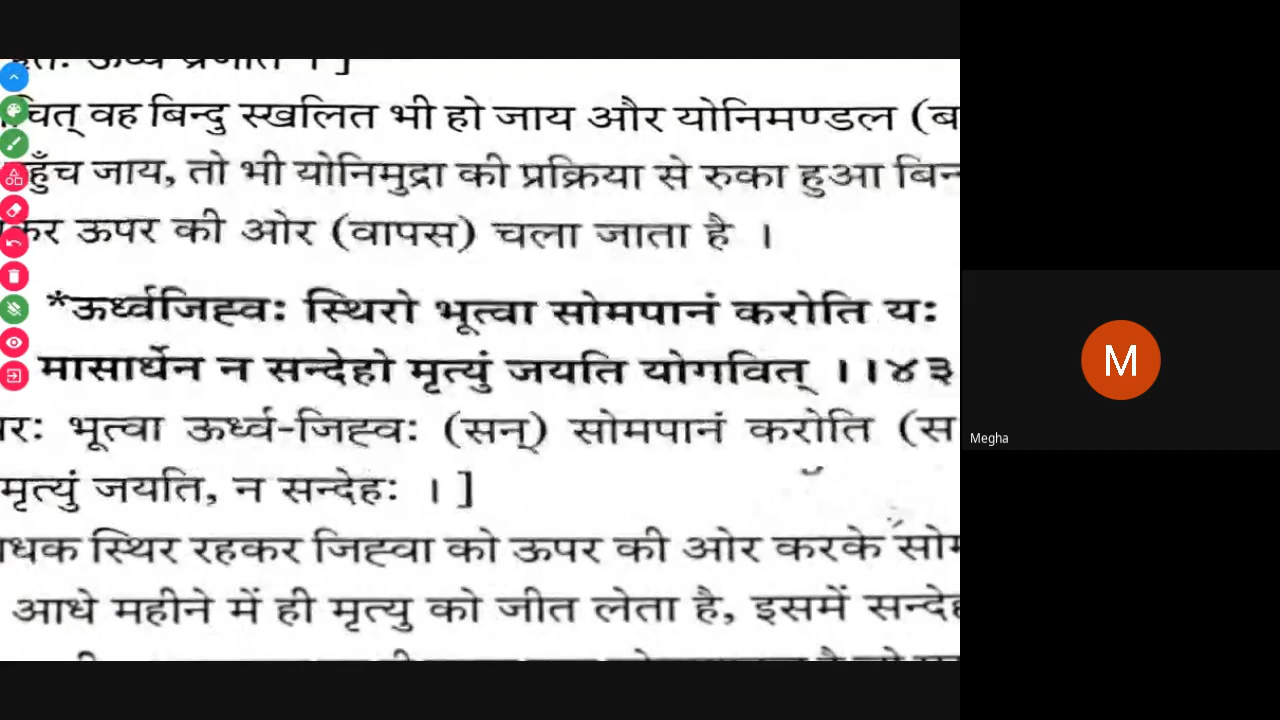 चित् वह बिन्दु स्खलित भी हो जाय और योनिमण्डल (ब
हुँच जाय, तो भी योनिमुद्रा की प्रक्रिया से रुका हुआ बिन
कर ऊपर की ओर (वापस) चला जाता है ।
*ऊर्ध्वजिह्वः स्थिरो भूत्वा सोमपानं करोति यः
मासार्धेन न सन्देहो मृत्युं जयति योगवित् ।।४३
रः भूत्वा ऊर्ध्व-जिह्वः (सन्) सोमपानं करोति (स
मृत्युं जयति, न सन्देहः । ]
धक स्थिर रहकर जिह्वा को ऊपर की ओर करके सोम
आधे महीने में ही मृत्यु को जीत लेता है, इसमें सन्देह
M
Megha